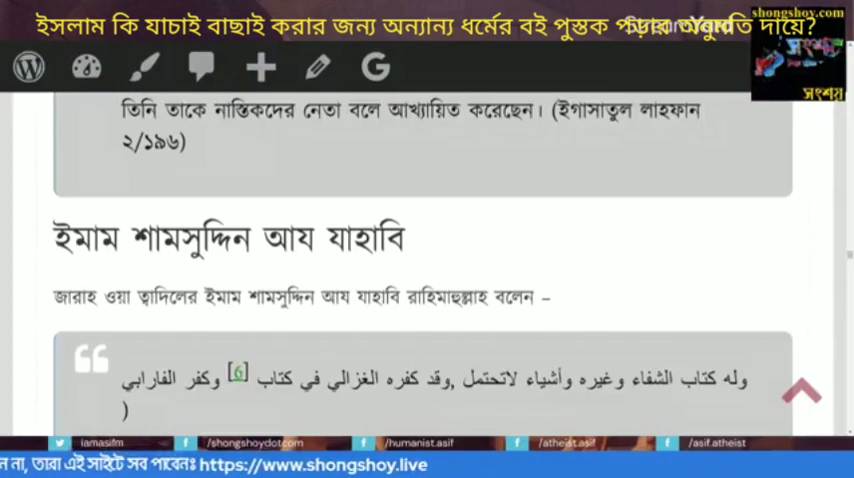 ইসলাম কি যাচাই বাছাই করার জন্য অন্যান্য ধর্মের বই পুস্তক পড়ার অনুমতি দেয়?
shongshoy.com
সংশয়
তিনি তাকে নাস্তিকদের নেতা বলে আখ্যায়িত করেছেন। (ইগাসাতুল লাহফান
২/১৯৬)
ইমাম শামসুদ্দিন আয যাহাবি
জারাহ ওয়া ত্বাদিলের ইমাম শামসুদ্দিন আয যাহাবি রাহিমাহুল্লাহ বলেন –
وله كتاب الشفاء وغيره وأشياء لاتحتمل ,وقد كفره الغزالي في كتاب [6] وكفر الفارابي
)
iamasifm /shongshoydotcom /humanist.asif /atheist.asif /asif.atheist
ন না, তারা এই সাইটে সব পাবেনঃ https://www.shongshoy.live